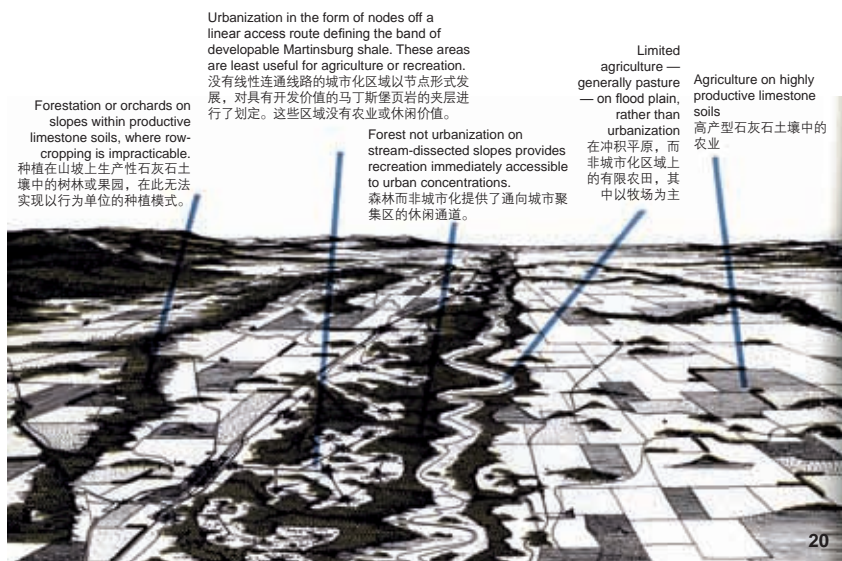 Urbanization in the form of nodes off a
linear access route defining the band of
developable Martinsburg shale. These areas
are least useful for agriculture or recreation.
没有线性连通线路的城市化区域以节点形式发
展，对具有开发价值的马丁斯堡页岩的夹层进
行了划定。这些区域没有农业或休闲价值。
Forestation or orchards on
slopes within productive
limestone soils, where row-
cropping is impracticable.
种植在山坡上生产性石灰石土
壤中的树林或果园，在此无法
实现以行为单位的种植模式。
Forest not urbanization on
stream-dissected slopes provides
recreation immediately accessible
to urban concentrations.
森林而非城市化提供了通向城市聚
集区的休闲通道。
Limited
agriculture —
generally pasture
— on flood plain,
rather than
urbanization
在冲积平原，而
非城市化区域上
的有限农田，其
中以牧场为主
Agriculture on highly
productive limestone
soils
高产型石灰石土壤中的
农业
20